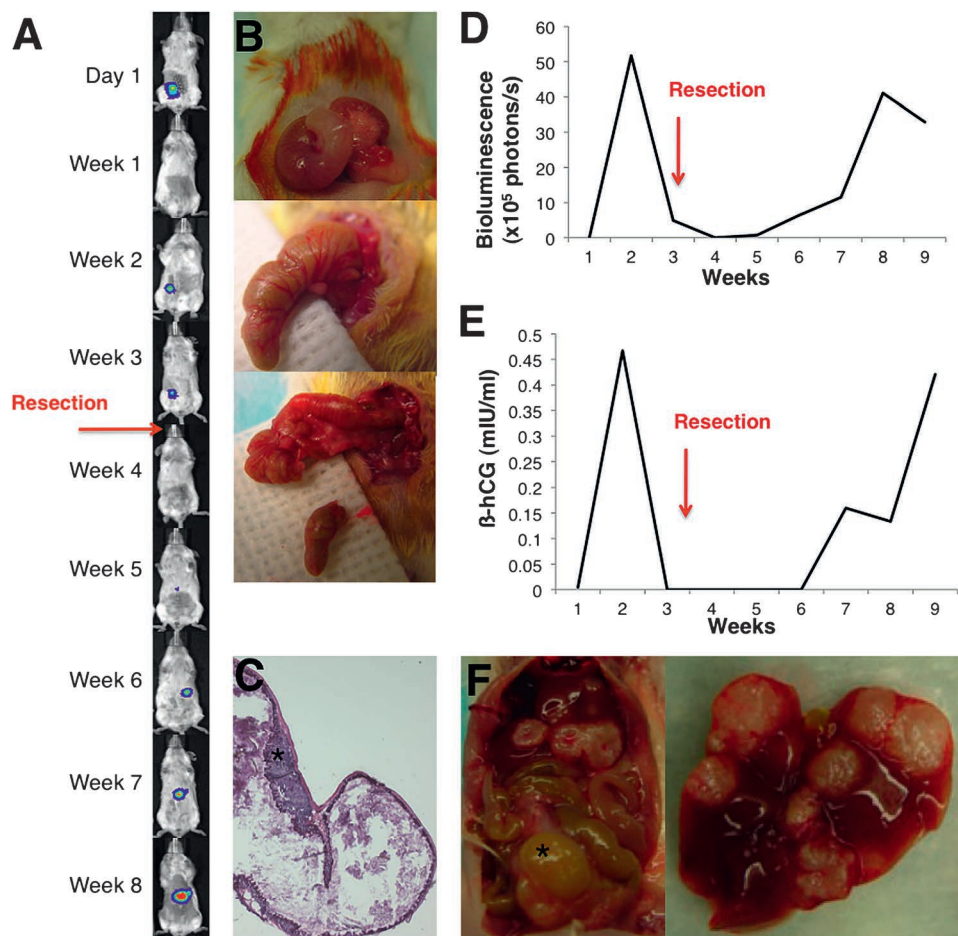 A
Day 1
Week 1
Week 2
Week 3
Resection
Week 4
Week 5
Week 6
Week 7
Week 8
B
C
*
D
Bioluminescence
(x10⁵ photons/s)
60
50
40
30
20
10
0
Resection
1 2 3 4 5 6 7 8 9
Weeks
E
ß-hCG (mIU/ml)
0.5
0.45
0.4
0.35
0.3
0.25
0.2
0.15
0.1
0.05
0
Resection
1 2 3 4 5 6 7 8 9
Weeks
F
*